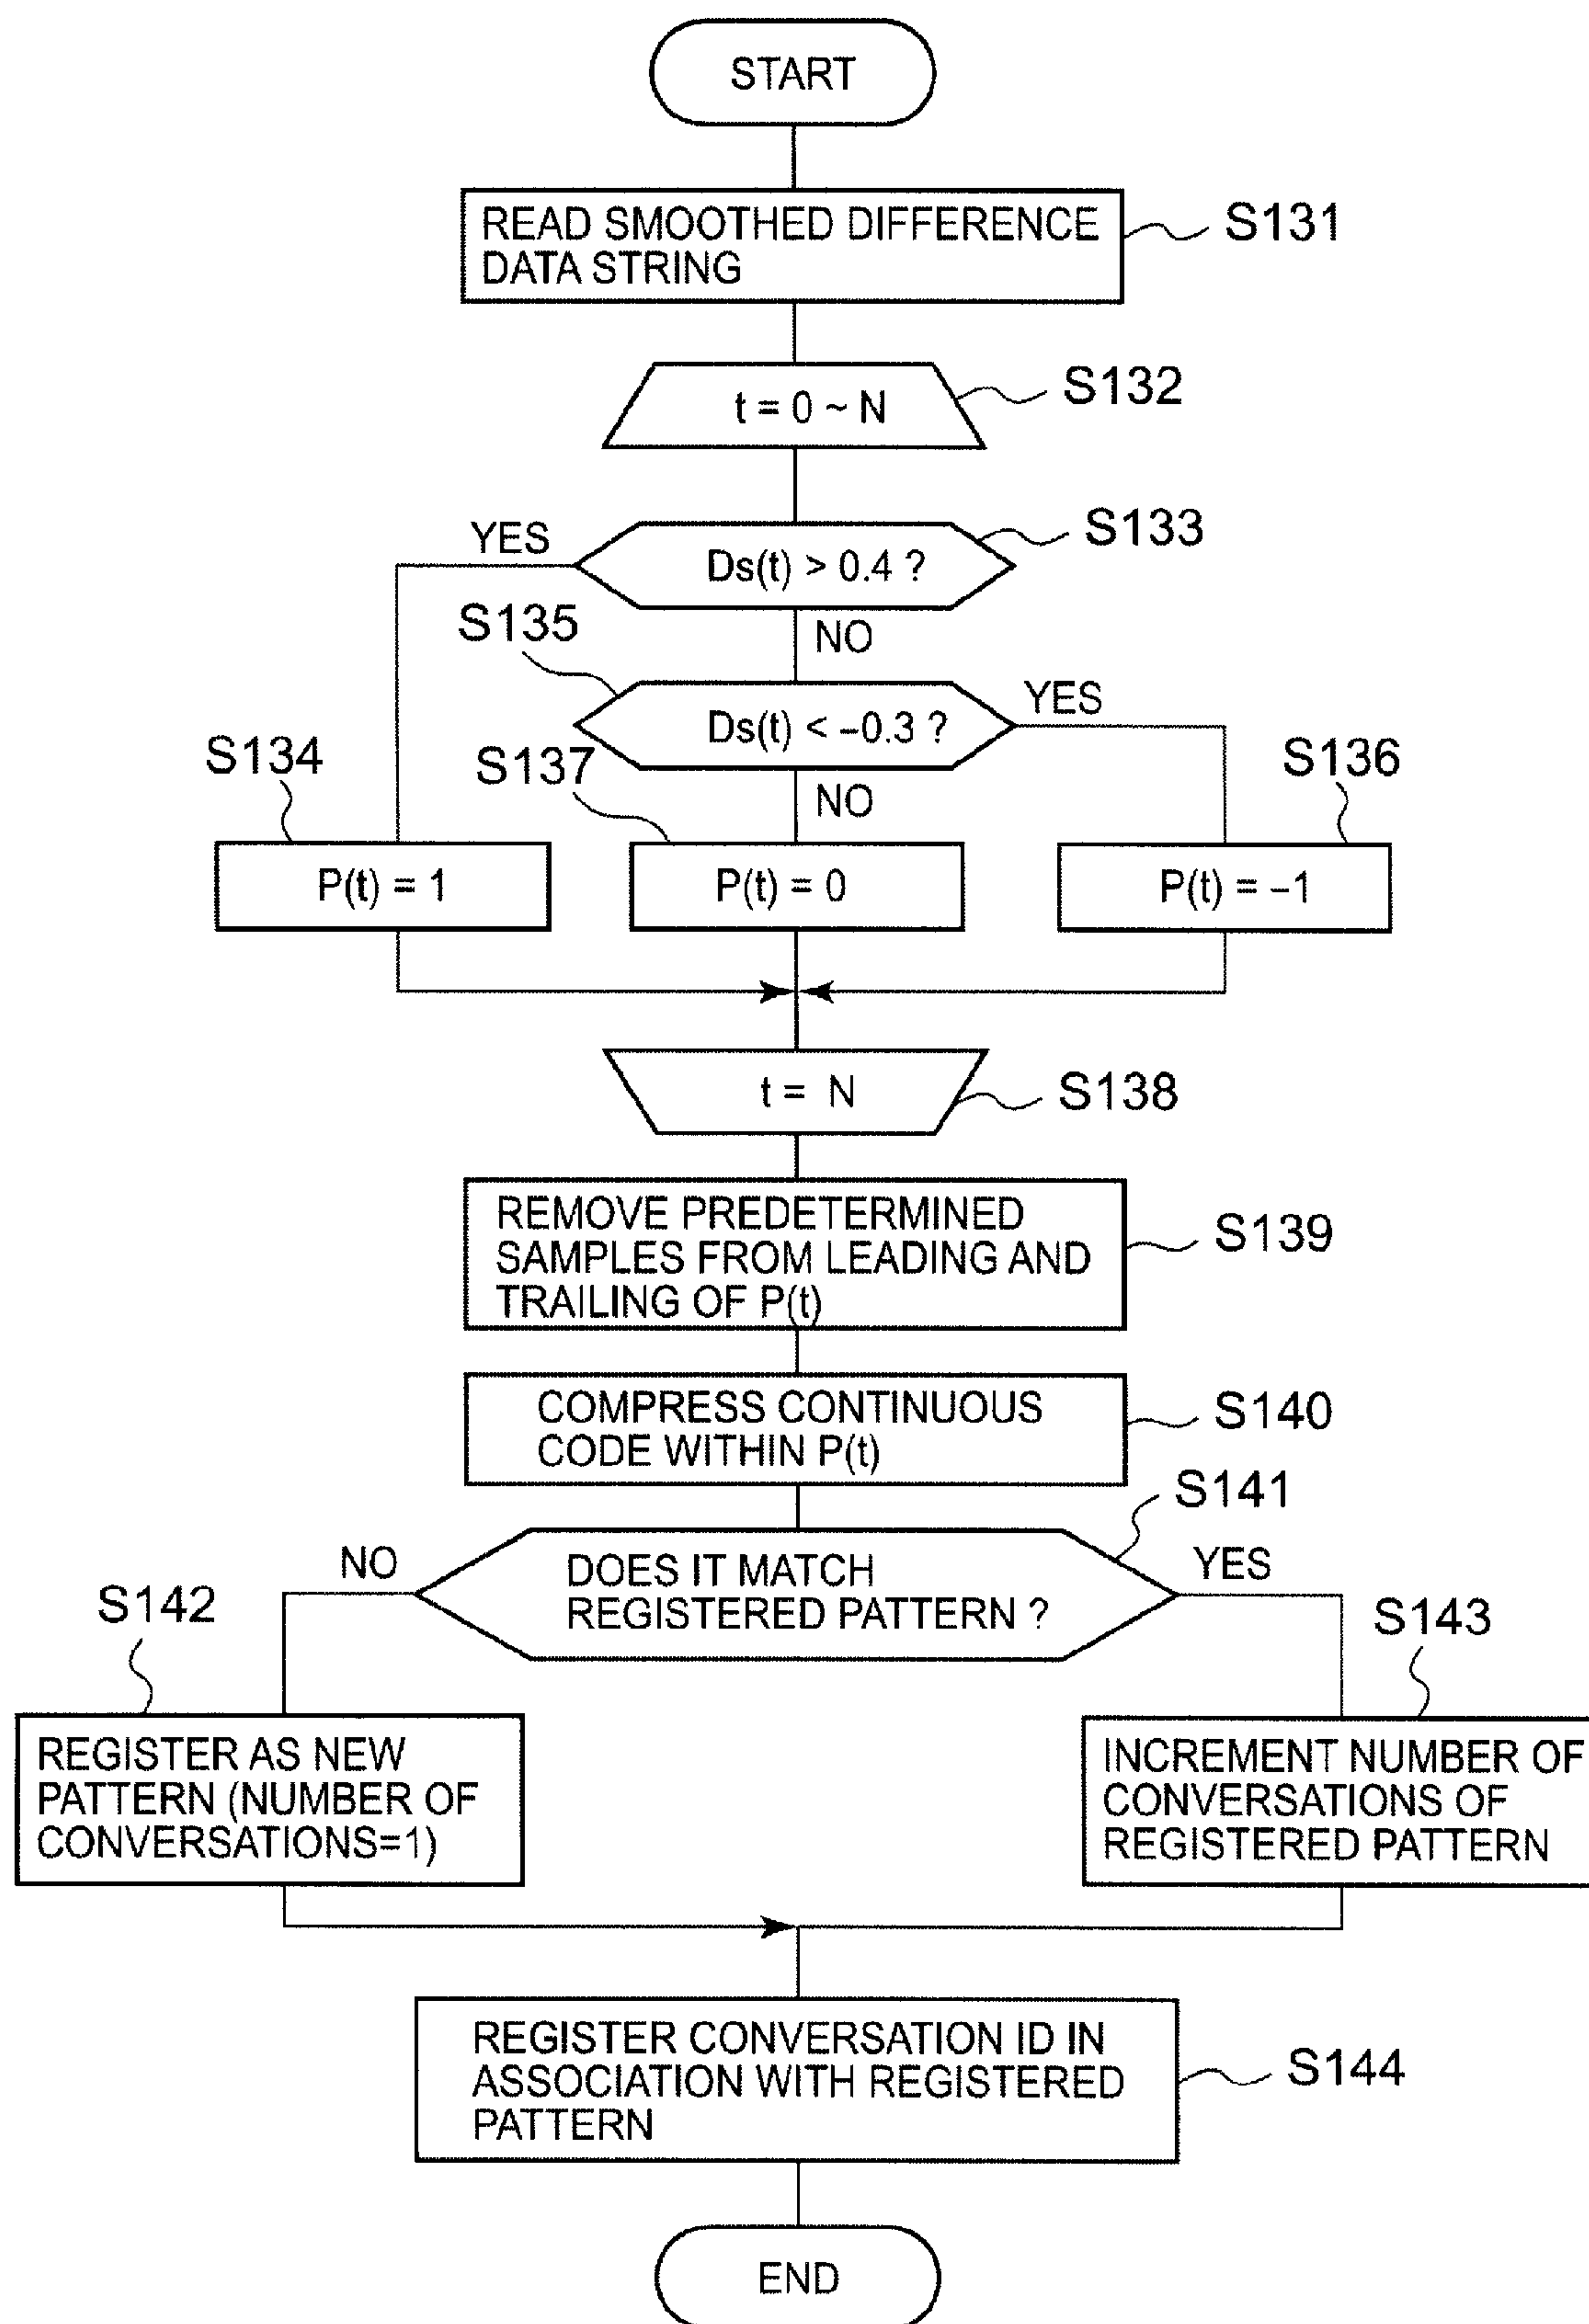 START
READ SMOOTHED DIFFERENCE
DATA STRING
S131
t = 0 ~ N
S132
YES
Ds(t) > 0.4 ?
S133
NO
S135
Ds(t) < –0.3 ?
YES
S134
S137
NO
S136
P(t) = 1
P(t) = 0
P(t) = –1
t = N
S138
REMOVE PREDETERMINED
SAMPLES FROM LEADING AND
TRAILING OF P(t)
S139
COMPRESS CONTINUOUS
CODE WITHIN P(t)
S140
S141
NO
DOES IT MATCH
REGISTERED PATTERN ?
YES
S142
S143
REGISTER AS NEW
PATTERN (NUMBER OF
CONVERSATIONS=1)
INCREMENT NUMBER OF
CONVERSATIONS OF
REGISTERED PATTERN
REGISTER CONVERSATION ID IN
ASSOCIATION WITH REGISTERED
PATTERN
S144
END